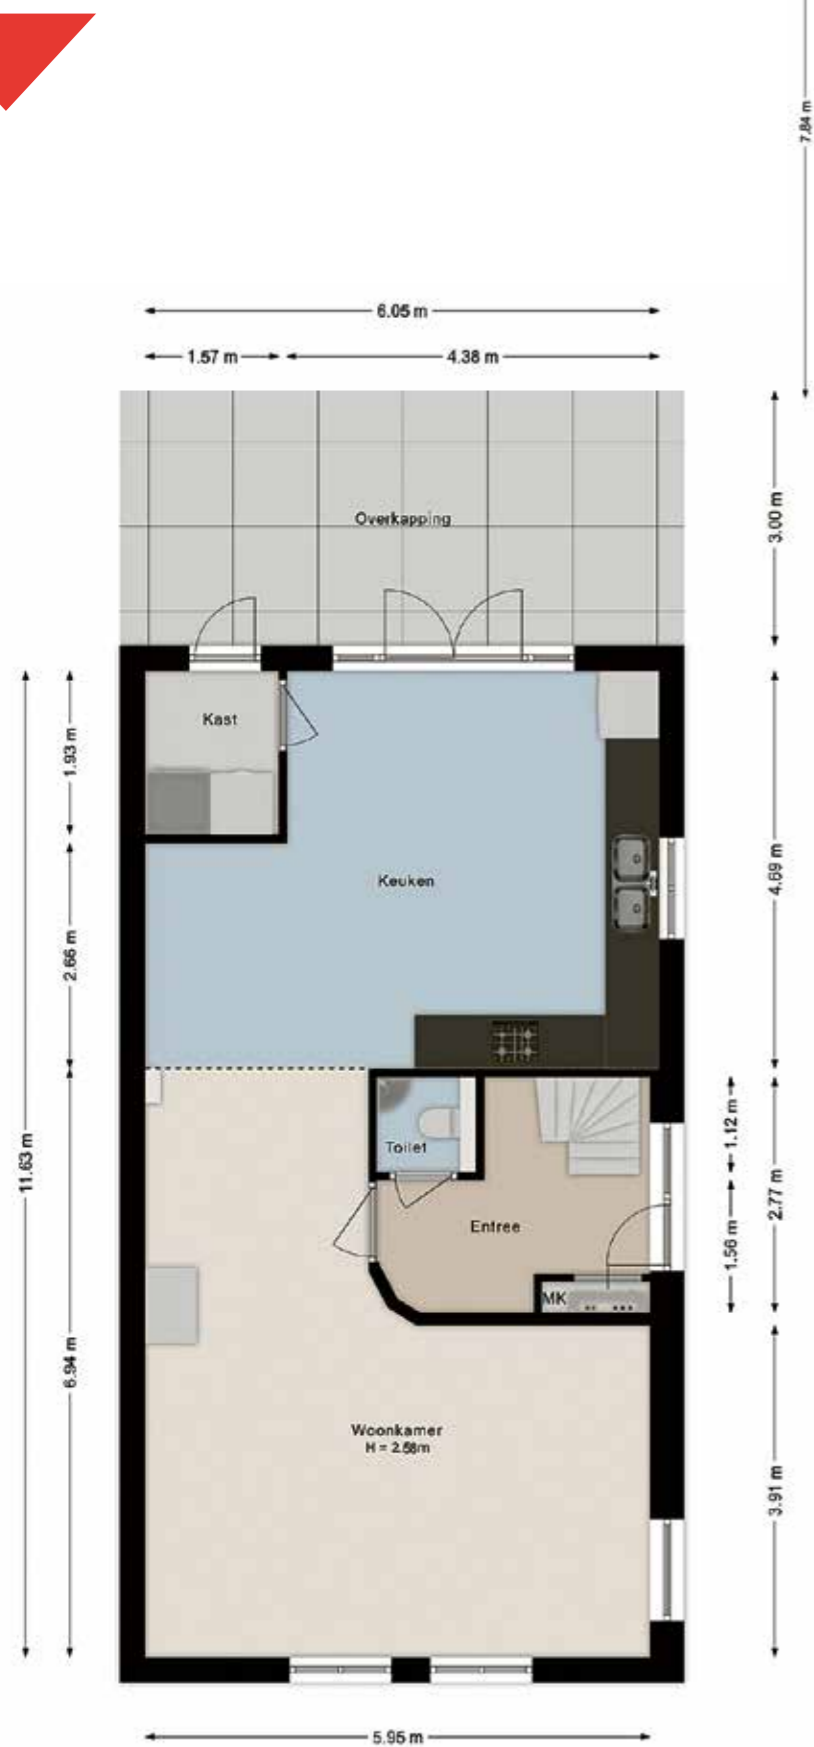 7.84 m
6.05 m
1.57 m
4.38 m
Overkapping
3.00 m
Kast
1.93 m
Keuken
4.69 m
2.66 m
11.63 m
Toilet
1.12 m
2.77 m
Entree
1.56 m
MK
6.94 m
Woonkamer
H = 2.58m
3.91 m
5.95 m